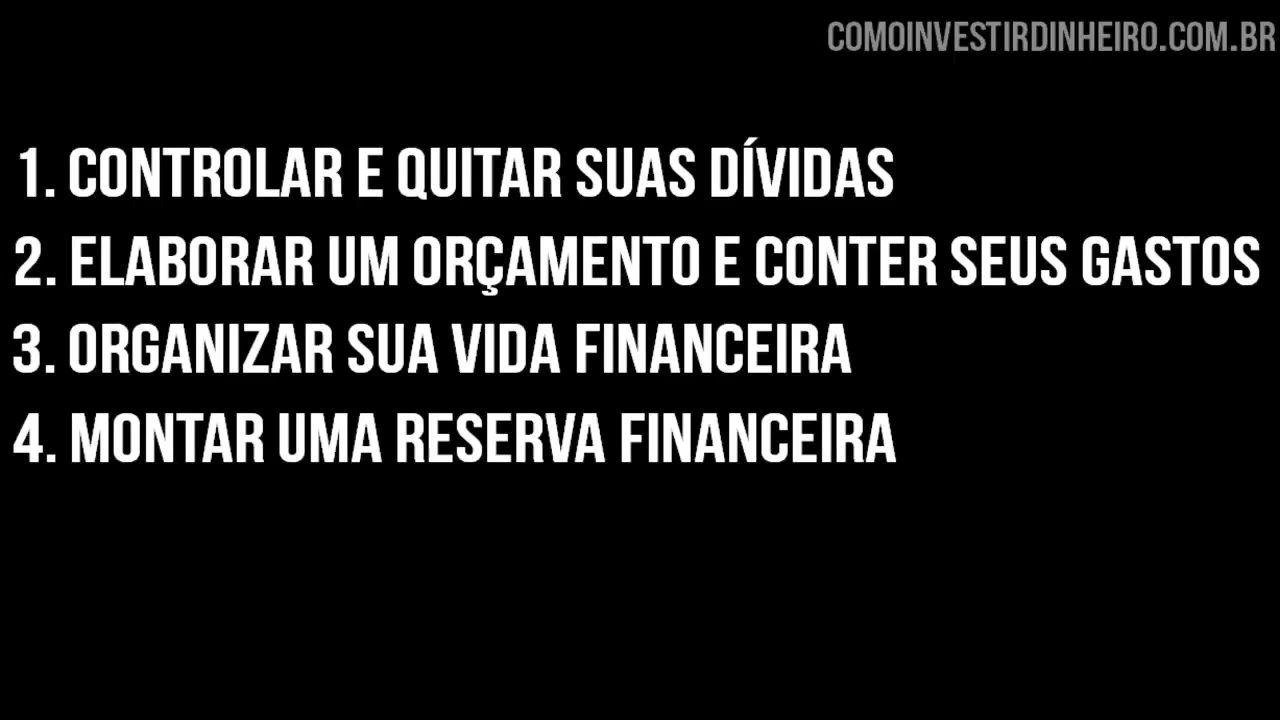 COMOINVESTIRDINHEIRO.COM.BR
1. CONTROLAR E QUITAR SUAS DÍVIDAS
2. ELABORAR UM ORÇAMENTO E CONTER SEUS GASTOS
3. ORGANIZAR SUA VIDA FINANCEIRA
4. MONTAR UMA RESERVA FINANCEIRA